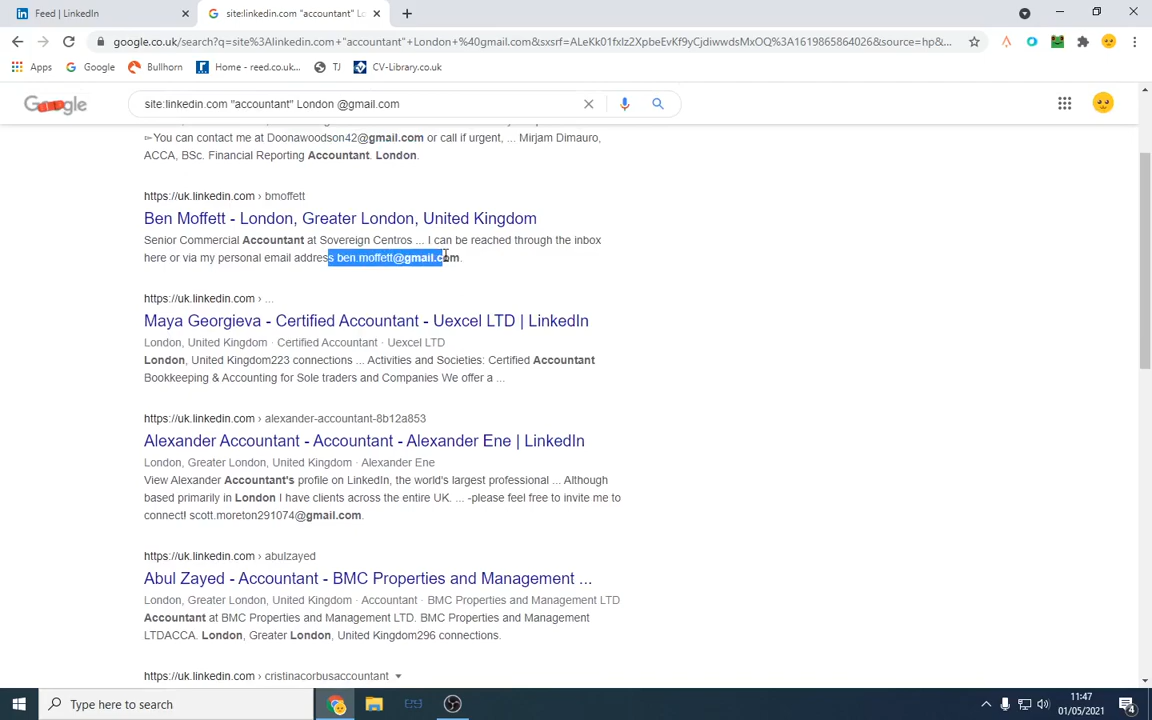 Feed | LinkedIn
site:linkedin.com "accountant" Lo
google.co.uk/search?q=site%3Alinkedin.com+"accountant"+London+%40gmail.com&sxsrf=ALeKk01fxlz2XpbeEvKf9yCjdiwwdsMxOQ%3A1619865864026&source=hp&...
Apps
Google
Bullhorn
Home - reed.co.uk...
TJ
CV-Library.co.uk
site:linkedin.com "accountant" London @gmail.com
➳You can contact me at Doonawoodson42@gmail.com or call if urgent, ... Mirjam Dimauro,
ACCA, BSc. Financial Reporting Accountant. London.
https://uk.linkedin.com › bmoffett
Ben Moffett - London, Greater London, United Kingdom
Senior Commercial Accountant at Sovereign Centros ... I can be reached through the inbox
here or via my personal email address ben.moffett@gmail.com.
https://uk.linkedin.com › ...
Maya Georgieva - Certified Accountant - Uexcel LTD | LinkedIn
London, United Kingdom · Certified Accountant · Uexcel LTD
London, United Kingdom223 connections ... Activities and Societies: Certified Accountant
Bookkeeping & Accounting for Sole traders and Companies We offer a ...
https://uk.linkedin.com › alexander-accountant-8b12a853
Alexander Accountant - Accountant - Alexander Ene | LinkedIn
London, Greater London, United Kingdom · Alexander Ene
View Alexander Accountant's profile on LinkedIn, the world's largest professional ... Although
based primarily in London I have clients across the entire UK. ... -please feel free to invite me to
connect! scott.moreton291074@gmail.com.
https://uk.linkedin.com › abulzayed
Abul Zayed - Accountant - BMC Properties and Management ...
London, Greater London, United Kingdom · Accountant · BMC Properties and Management LTD
Accountant at BMC Properties and Management LTD. BMC Properties and Management
LTDACCA. London, Greater London, United Kingdom296 connections.
https://uk.linkedin.com › cristinacorbusaccountant
Type here to search
11:47
01/05/2021
4